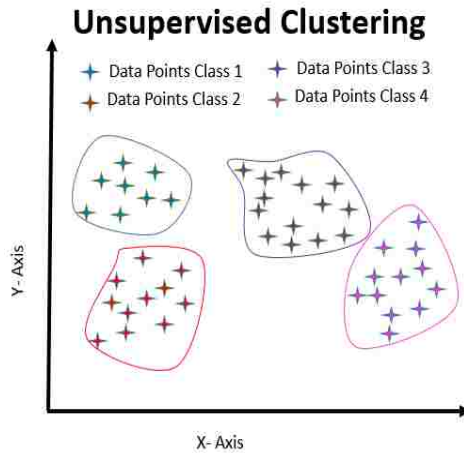 Unsupervised Clustering
Data Points Class 1
Data Points Class 3
Data Points Class 2
Data Points Class 4
Y- Axis
X- Axis